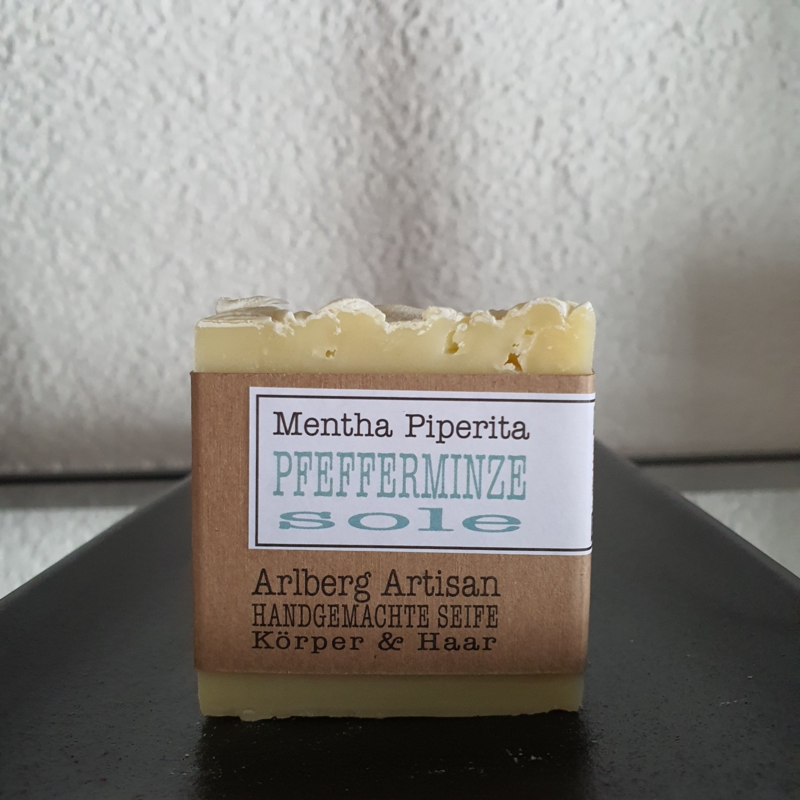 Mentha Piperita
PFEFFERMINZE
sole
Arlberg Artisan
HANDGEMACHTE SEIFE
Körper & Haar